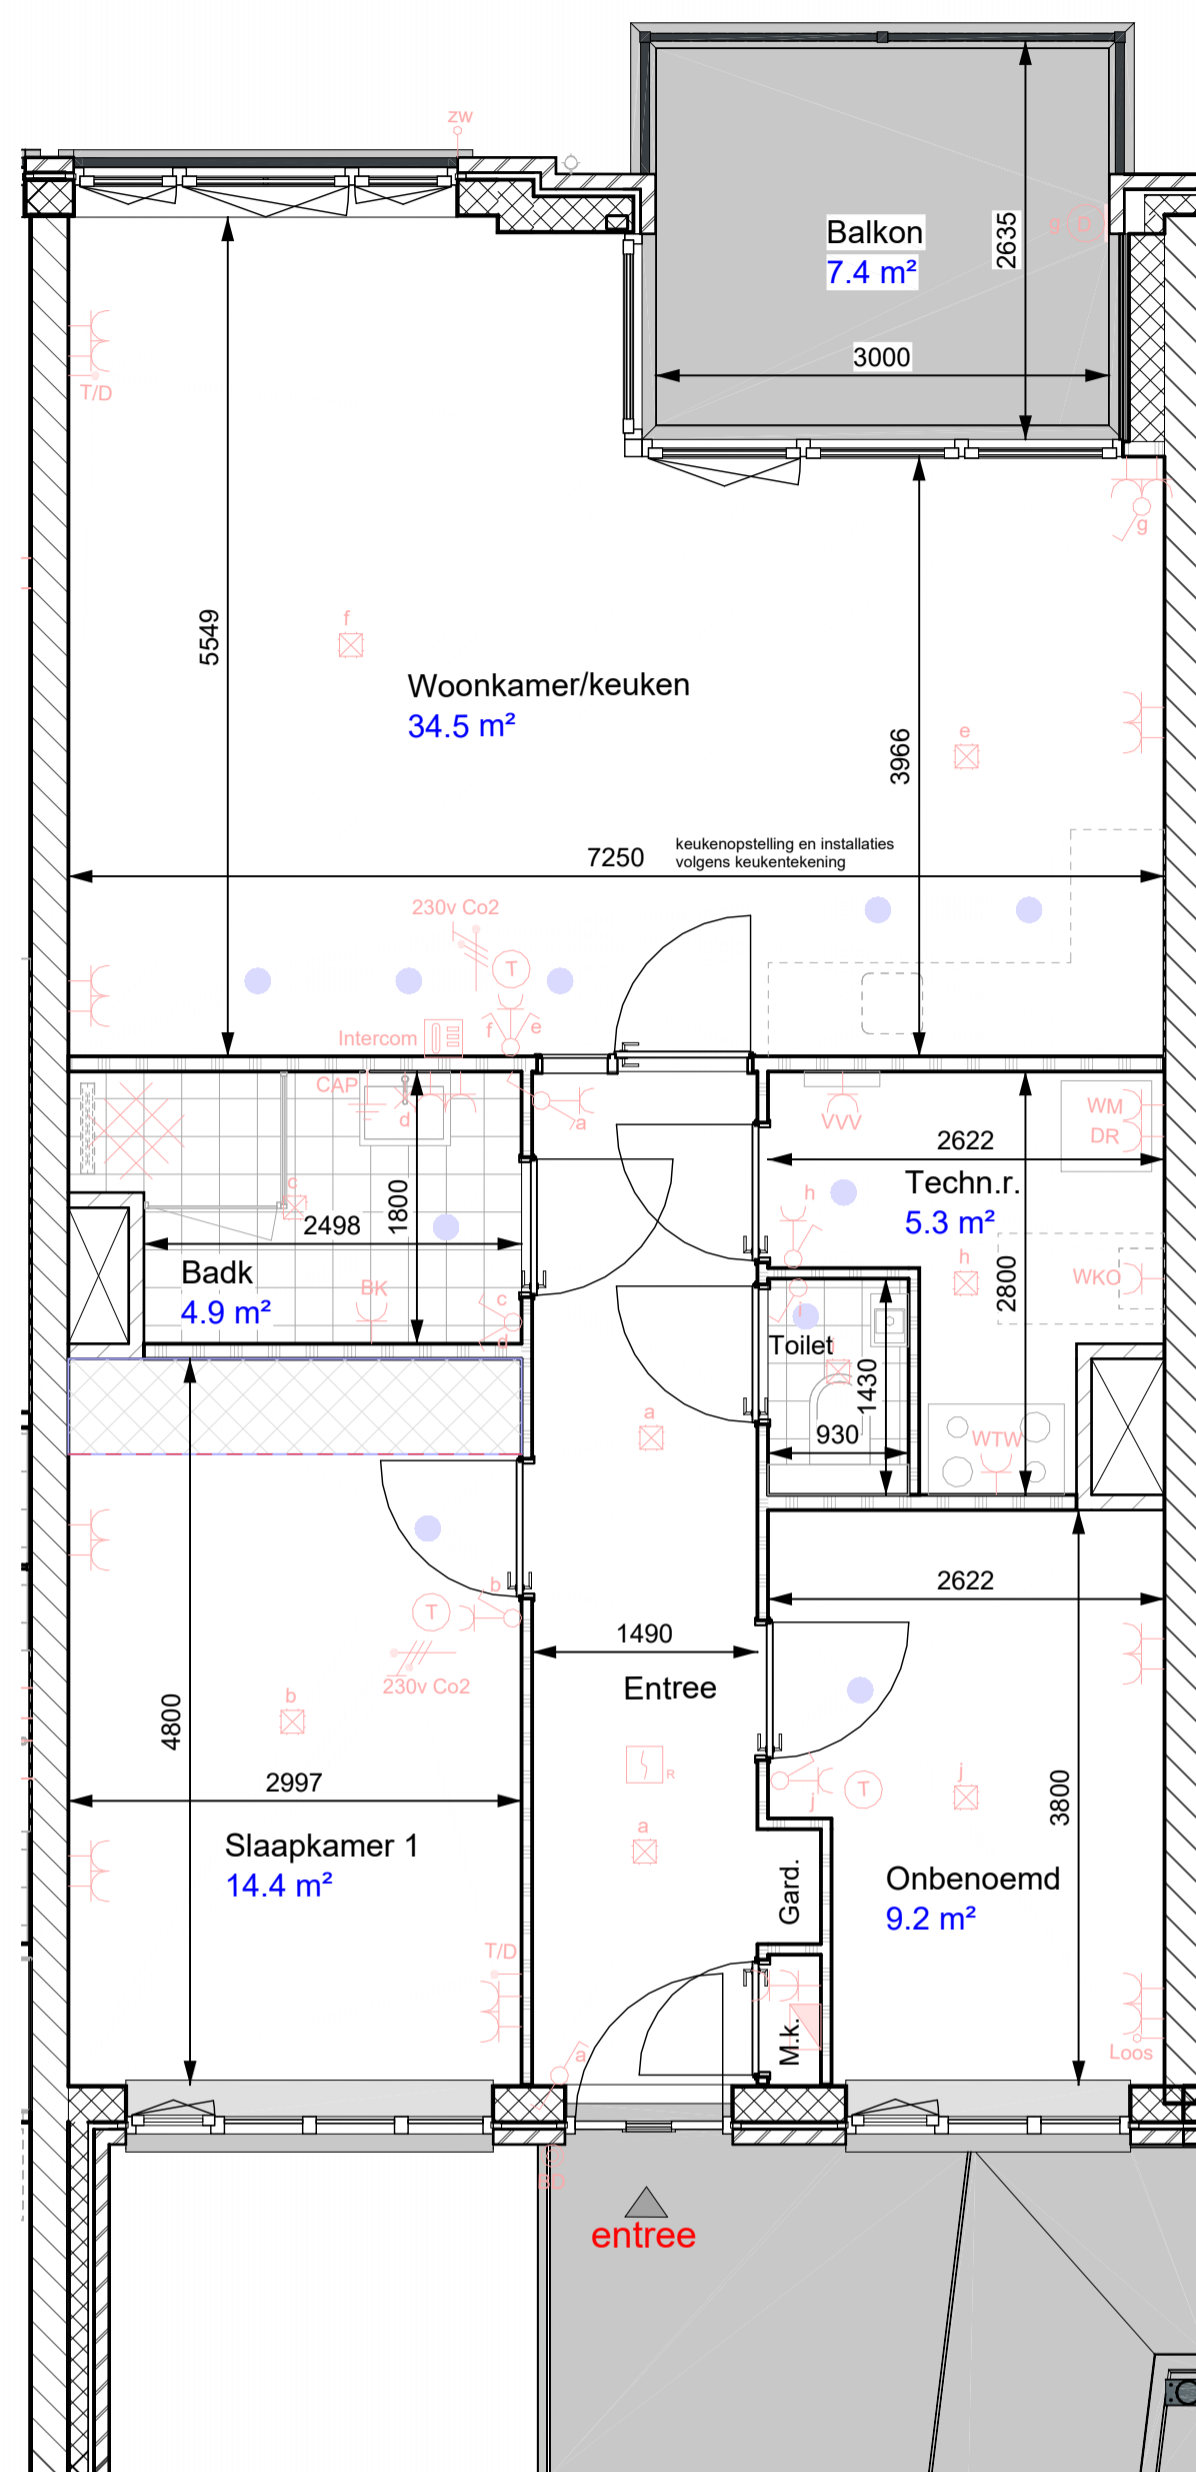 zw
Balkon
7.4 m²
2635
g
D
3000
T/D
g
5549
f
Woonkamer/keuken
34.5 m²
e
3966
keukenopstelling en installaties
volgens keukentekening
7250
230v Co2
T
f
e
Intercom
CAP
d
a
VVV
WM
DR
2622
Techn.r.
5.3 m²
c
h
1800
2498
Badk
4.9 m²
BK
c
d
h
2800
WKO
i
Toilet
1430
930
WTW
a
2622
b
T
230v Co2
1490
Entree
b
4800
R
2997
j
T
j
3800
a
Slaapkamer 1
14.4 m²
Gard.
Onbenoemd
9.2 m²
T/D
M.k.
a
Loos
entree